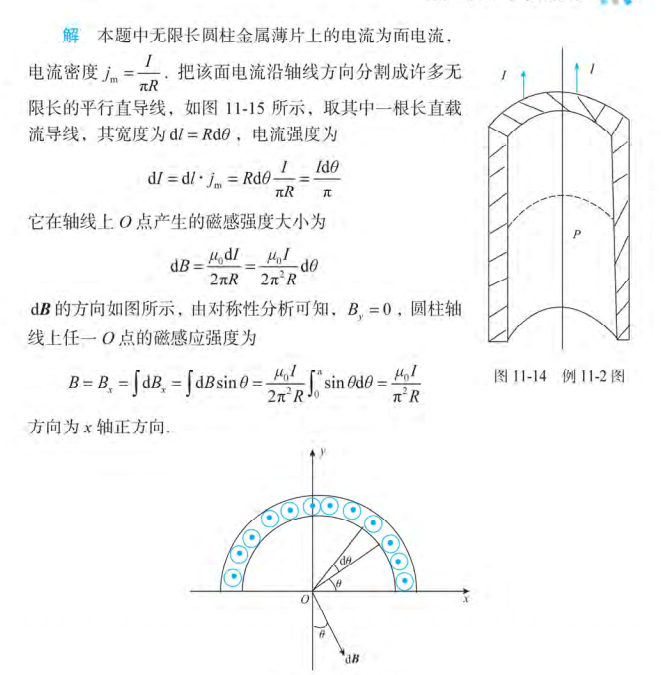 解 本题中无限长圆柱金属薄片上的电流为面电流,
电流密度 jₘ = I/(πR). 把该面电流沿轴线方向分割成许多无
限长的平行直导线, 如图 11-15 所示, 取其中一根长直载
流导线, 其宽度为 dl = Rdθ, 电流强度为
dI = dl · jₘ = Rdθ I/(πR) = Idθ/π
它在轴线上 O 点产生的磁感强度大小为
dB = μ₀dI/(2πR) = μ₀I/(2π²R) dθ
dB 的方向如图所示, 由对称性分析可知, Bᵧ = 0, 圆柱轴
线上任一 O 点的磁感应强度为
B = Bₓ = ∫dBₓ = ∫dB sin θ = μ₀I/(2π²R) ∫₀^π sin θdθ = μ₀I/(π²R)
方向为 x 轴正方向.
I
I
P
图 11-14 例 11-2 图
y
dθ
θ
O
x
θ
dB